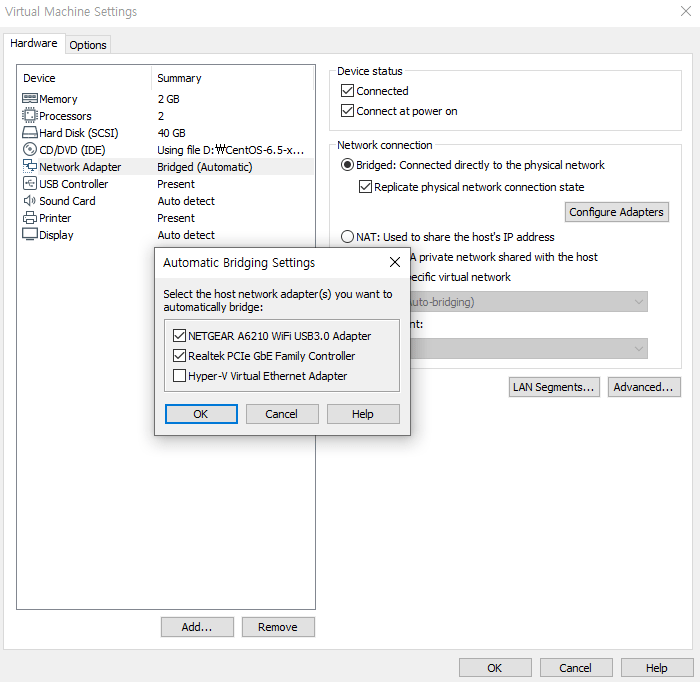 Virtual Machine Settings
Hardware
Options
Device Summary
Memory 2 GB
Processors 2
Hard Disk (SCSI) 40 GB
CD/DVD (IDE) Using file D:₩CentOS-6.5-x...
Network Adapter Bridged (Automatic)
USB Controller Present
Sound Card Auto detect
Printer Present
Display Auto detect
Add...
Remove
Device status
Connected
Connect at power on
Network connection
Bridged: Connected directly to the physical network
Replicate physical network connection state
Configure Adapters
NAT: Used to share the host's IP address
A private network shared with the host
ecific virtual network
uto-bridging)
nt:
LAN Segments...
Advanced...
Automatic Bridging Settings
Select the host network adapter(s) you want to
automatically bridge:
NETGEAR A6210 WiFi USB3.0 Adapter
Realtek PCIe GbE Family Controller
Hyper-V Virtual Ethernet Adapter
OK
Cancel
Help
OK
Cancel
Help